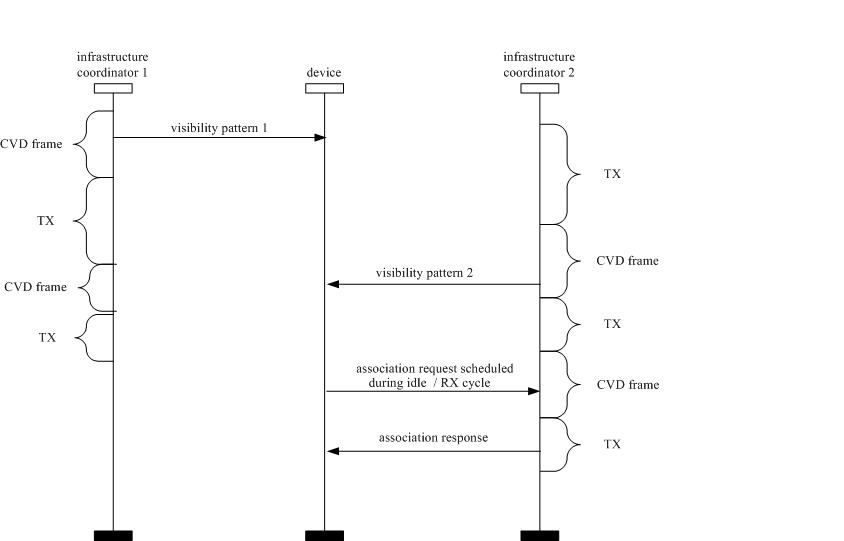 infrastructure
coordinator 1
device
infrastructure
coordinator 2
visibility pattern 1
CVD frame
TX
TX
CVD frame
visibility pattern 2
CVD frame
TX
TX
association request scheduled
during idle / RX cycle
CVD frame
association response
TX